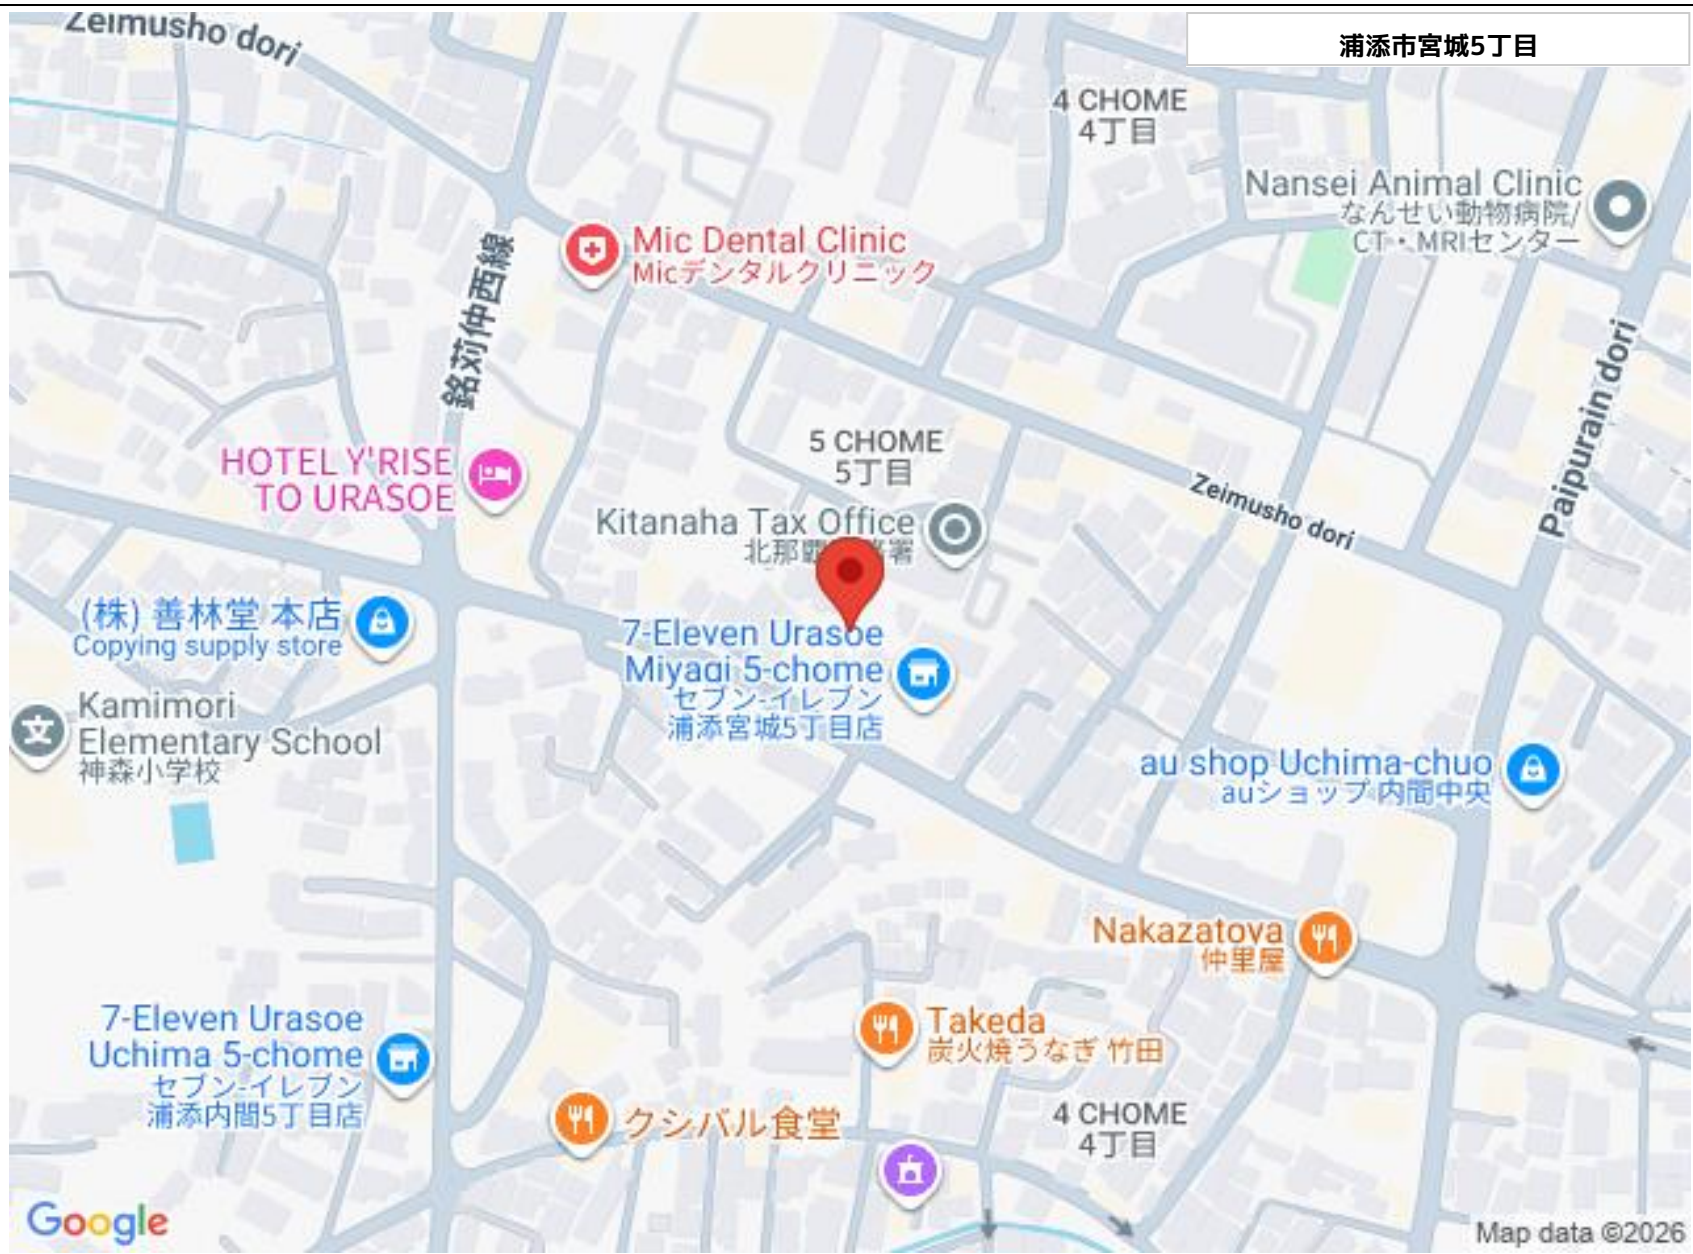 Zeimusho dori
浦添市宮城5丁目
4 CHOME
4丁目
Nansei Animal Clinic
なんせい動物病院/
CT・MRIセンター
Mic Dental Clinic
Micデンタルクリニック
銘苅仲西線
Paipurain dori
HOTEL Y'RISE
TO URASOE
5 CHOME
5丁目
Zeimusho dori
Kitanaha Tax Office
北那覇 署
(株) 善林堂 本店
Copying supply store
7-Eleven Urasoe
Miyagi 5-chome
セブン-イレブン
浦添宮城5丁目店
Kamimori
Elementary School
神森小学校
au shop Uchima-chuo
auショップ 内間中央
Nakazatoya
仲里屋
7-Eleven Urasoe
Uchima 5-chome
セブン-イレブン
浦添内間5丁目店
Takeda
炭火焼うなぎ 竹田
クシバル食堂
4 CHOME
4丁目
Google
Map data ©2026